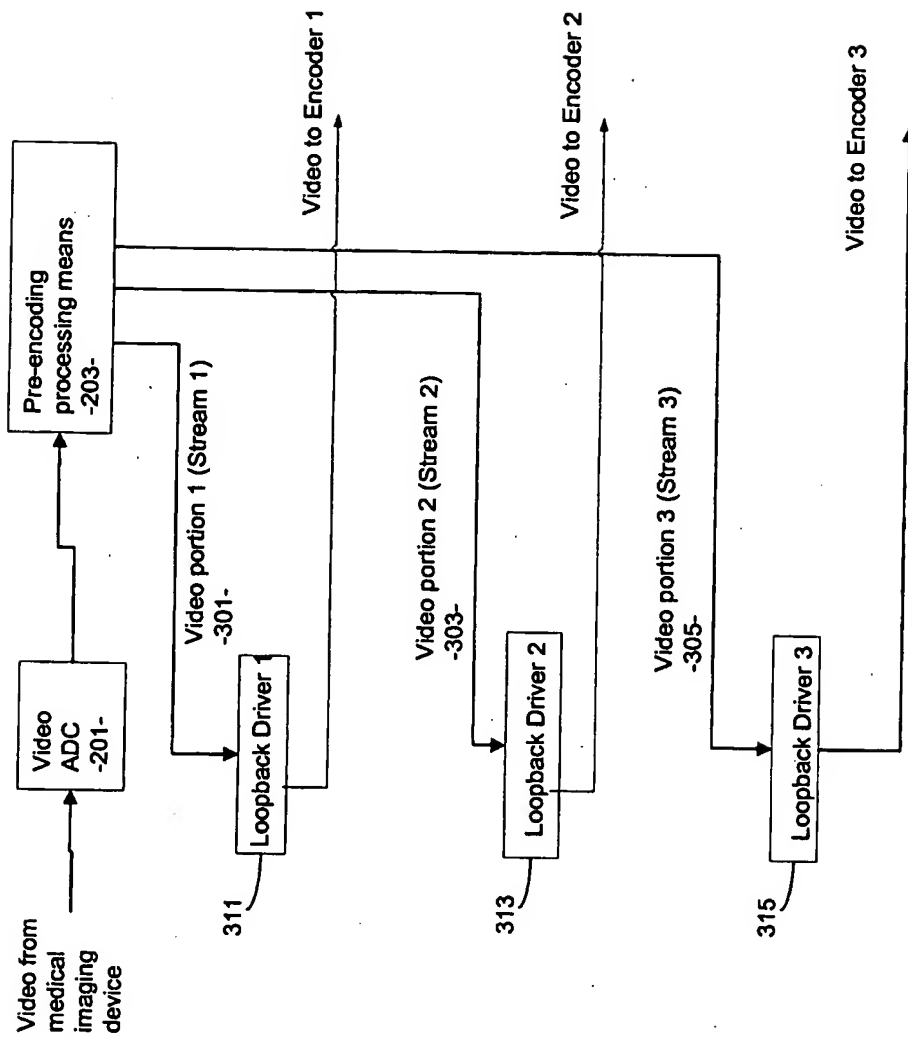 Video from
medical
imaging
device
Video
ADC
-201-
Pre-encoding
processing means
-203-
Video portion 1 (Stream 1)
-301-
311
Loopback Driver 1
Video to Encoder 1
Video portion 2 (Stream 2)
-303-
313
Loopback Driver 2
Video to Encoder 2
Video portion 3 (Stream 3)
-305-
315
Loopback Driver 3
Video to Encoder 3